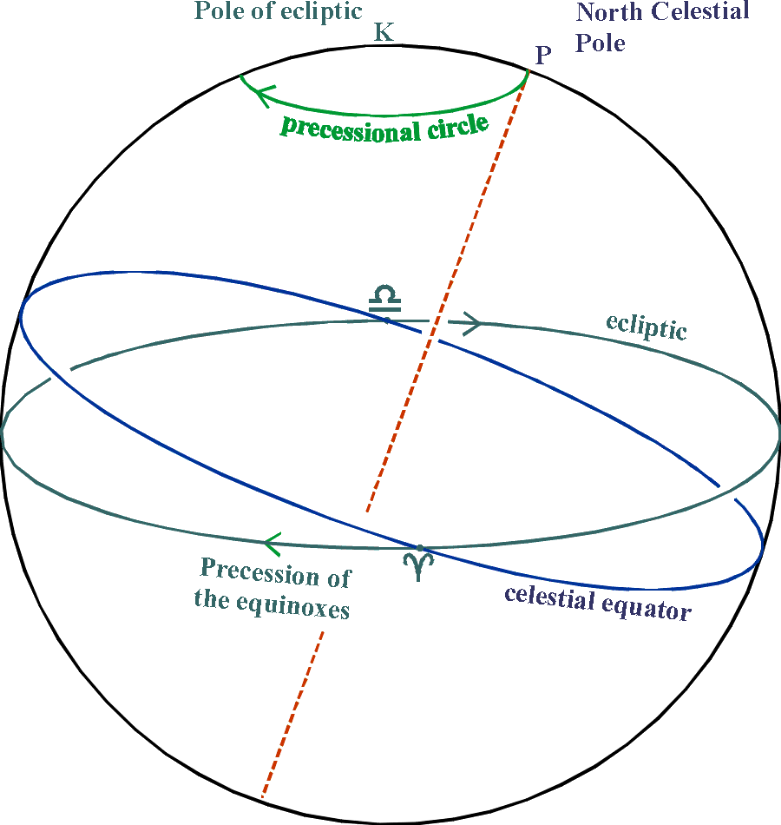 Pole of ecliptic
K
P
North Celestial
Pole
precessional circle
♎
ecliptic
♈
Precession of
the equinoxes
celestial equator